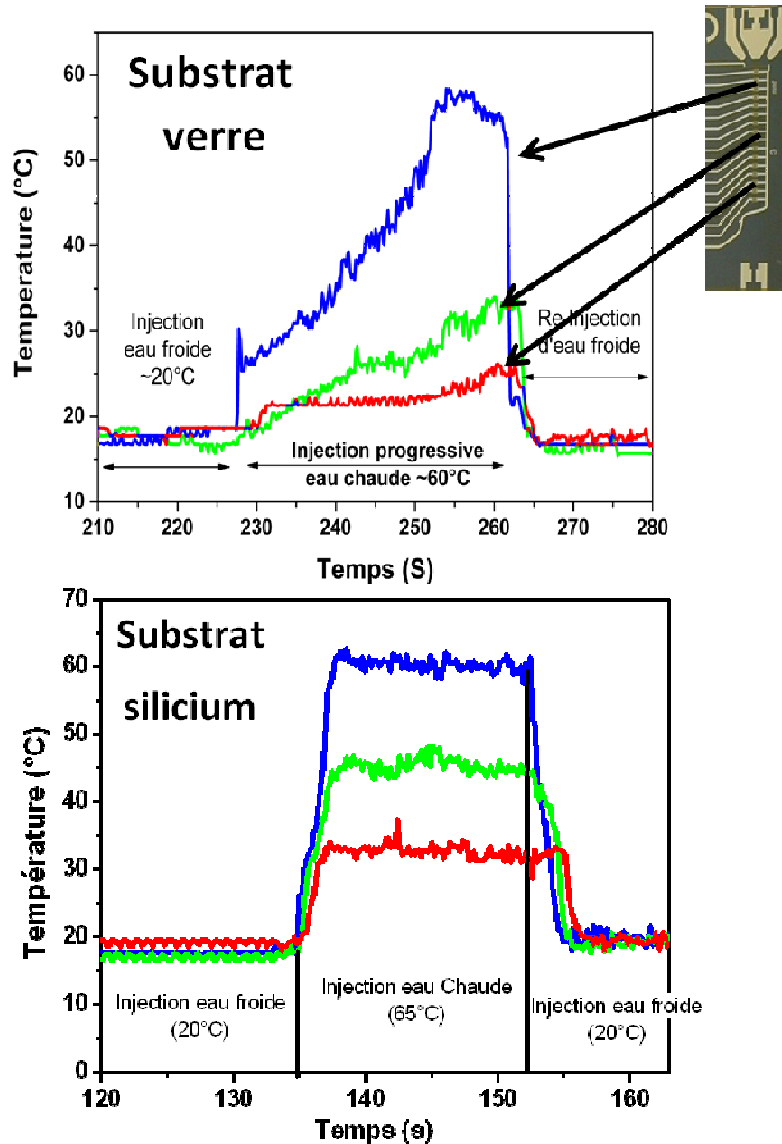 Substrat
verre
Temperature (°C)
60
50
40
30
20
10
Injection
eau froide
~20°C
Re-Injection
d'eau froide
Injection progressive
eau chaude ~60°C
210 220 230 240 250 260 270 280
Temps (S)
Substrat
silicium
Température (°C)
70
60
50
40
30
20
10
0
Injection eau froide
(20°C)
Injection eau Chaude
(65°C)
Injection eau froide
(20°C)
120 130 140 150 160
Temps (s)